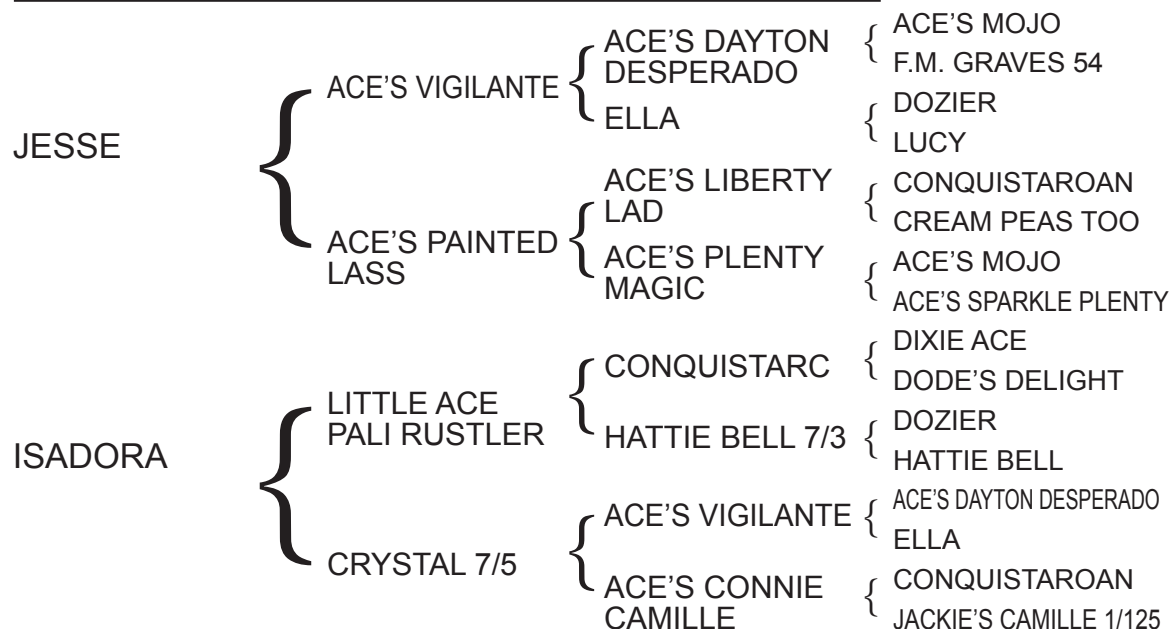 JESSE
ACE'S VIGILANTE
ACE'S DAYTON
DESPERADO
ACE'S MOJO
F.M. GRAVES 54
ELLA
DOZIER
LUCY
ACE'S PAINTED
LASS
ACE'S LIBERTY
LAD
CONQUISTAROAN
CREAM PEAS TOO
ACE'S PLENTY
MAGIC
ACE'S MOJO
ACE'S SPARKLE PLENTY
ISADORA
LITTLE ACE
PALI RUSTLER
CONQUISTARC
DIXIE ACE
DODE'S DELIGHT
HATTIE BELL 7/3
DOZIER
HATTIE BELL
CRYSTAL 7/5
ACE'S VIGILANTE
ACE'S DAYTON DESPERADO
ELLA
ACE'S CONNIE
CAMILLE
CONQUISTAROAN
JACKIE'S CAMILLE 1/125